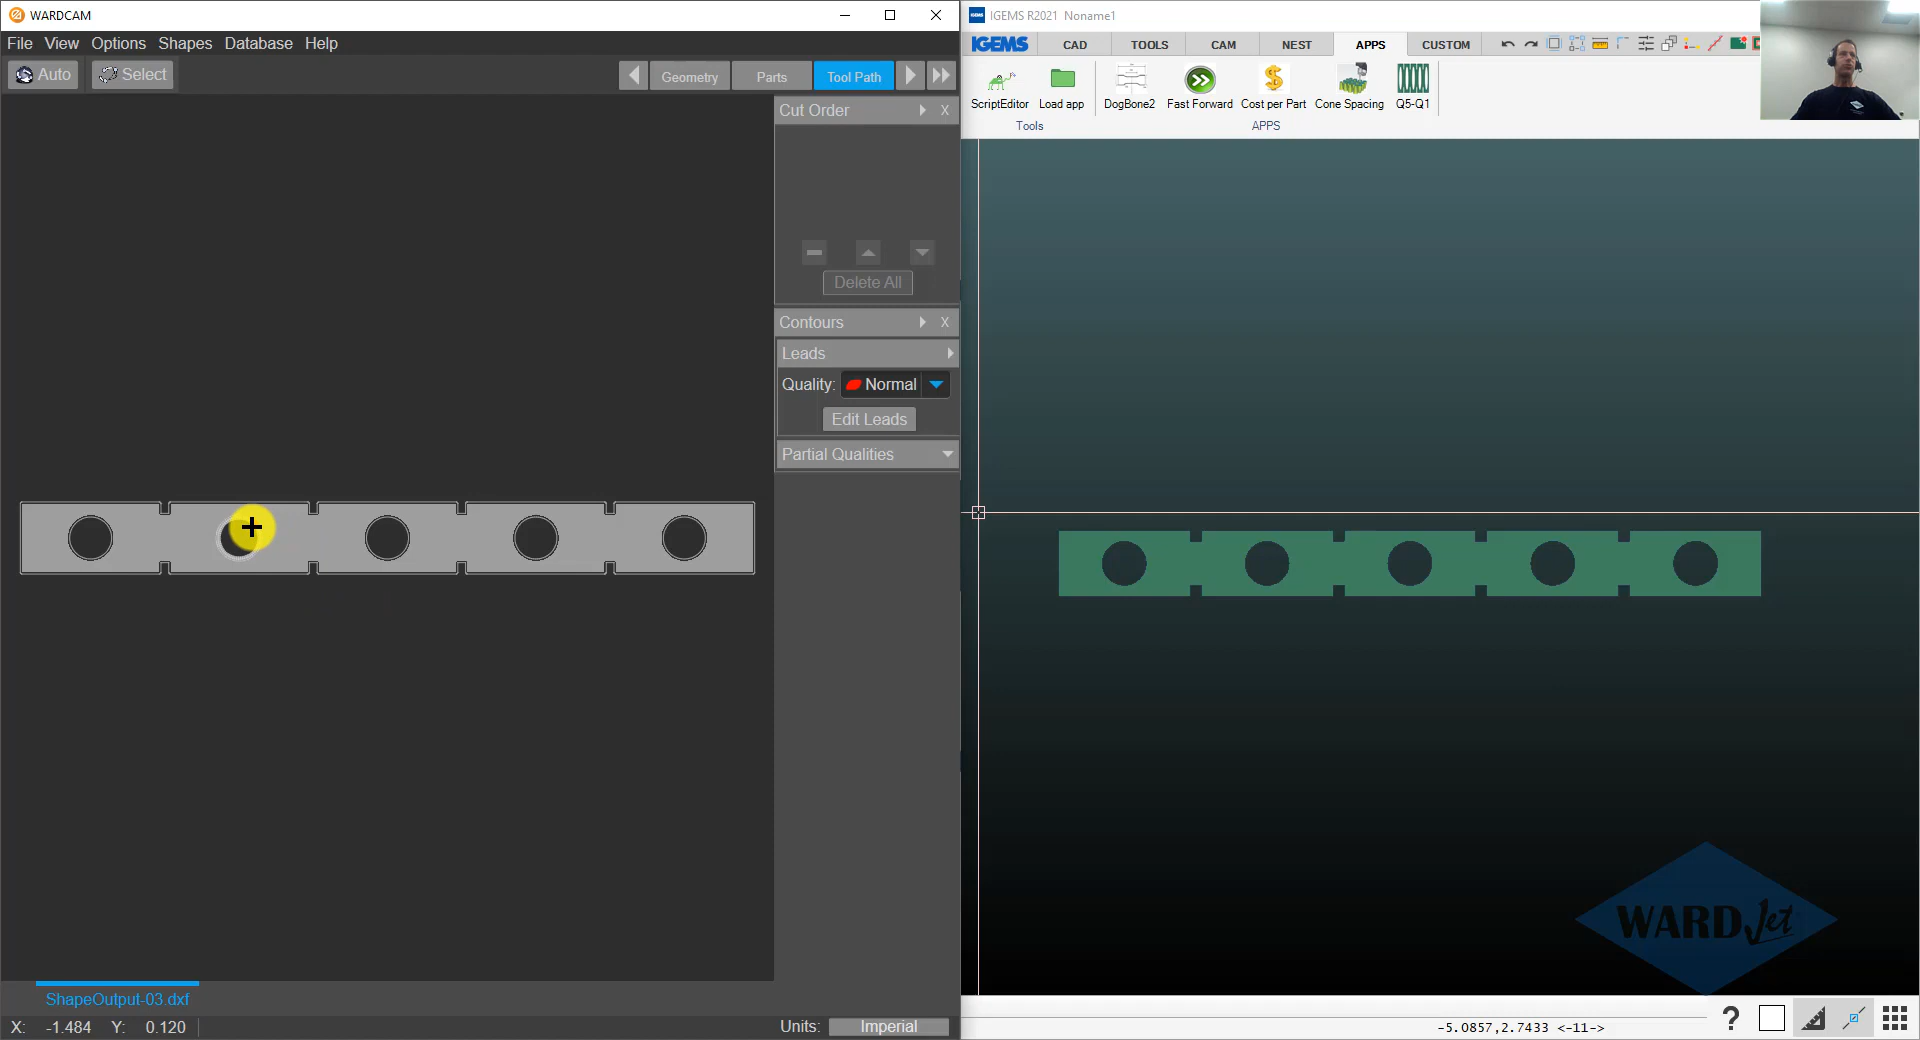 WARDCAM
File View Options Shapes Database Help
Auto Select Geometry Parts Tool Path
Cut Order X
Delete All
Contours X
Leads
Quality: Normal
Edit Leads
Partial Qualities
ShapeOutput-03.dxf
X: -1.484 Y: 0.120 Units: Imperial
IGEMS R2021 Noname1
IGEMS CAD TOOLS CAM NEST APPS CUSTOM
ScriptEditor Load app DogBone2 Fast Forward Cost per Part Cone Spacing Q5-Q1
Tools APPS
WARDJet
-5.0857,2.7433 <-11-> ?